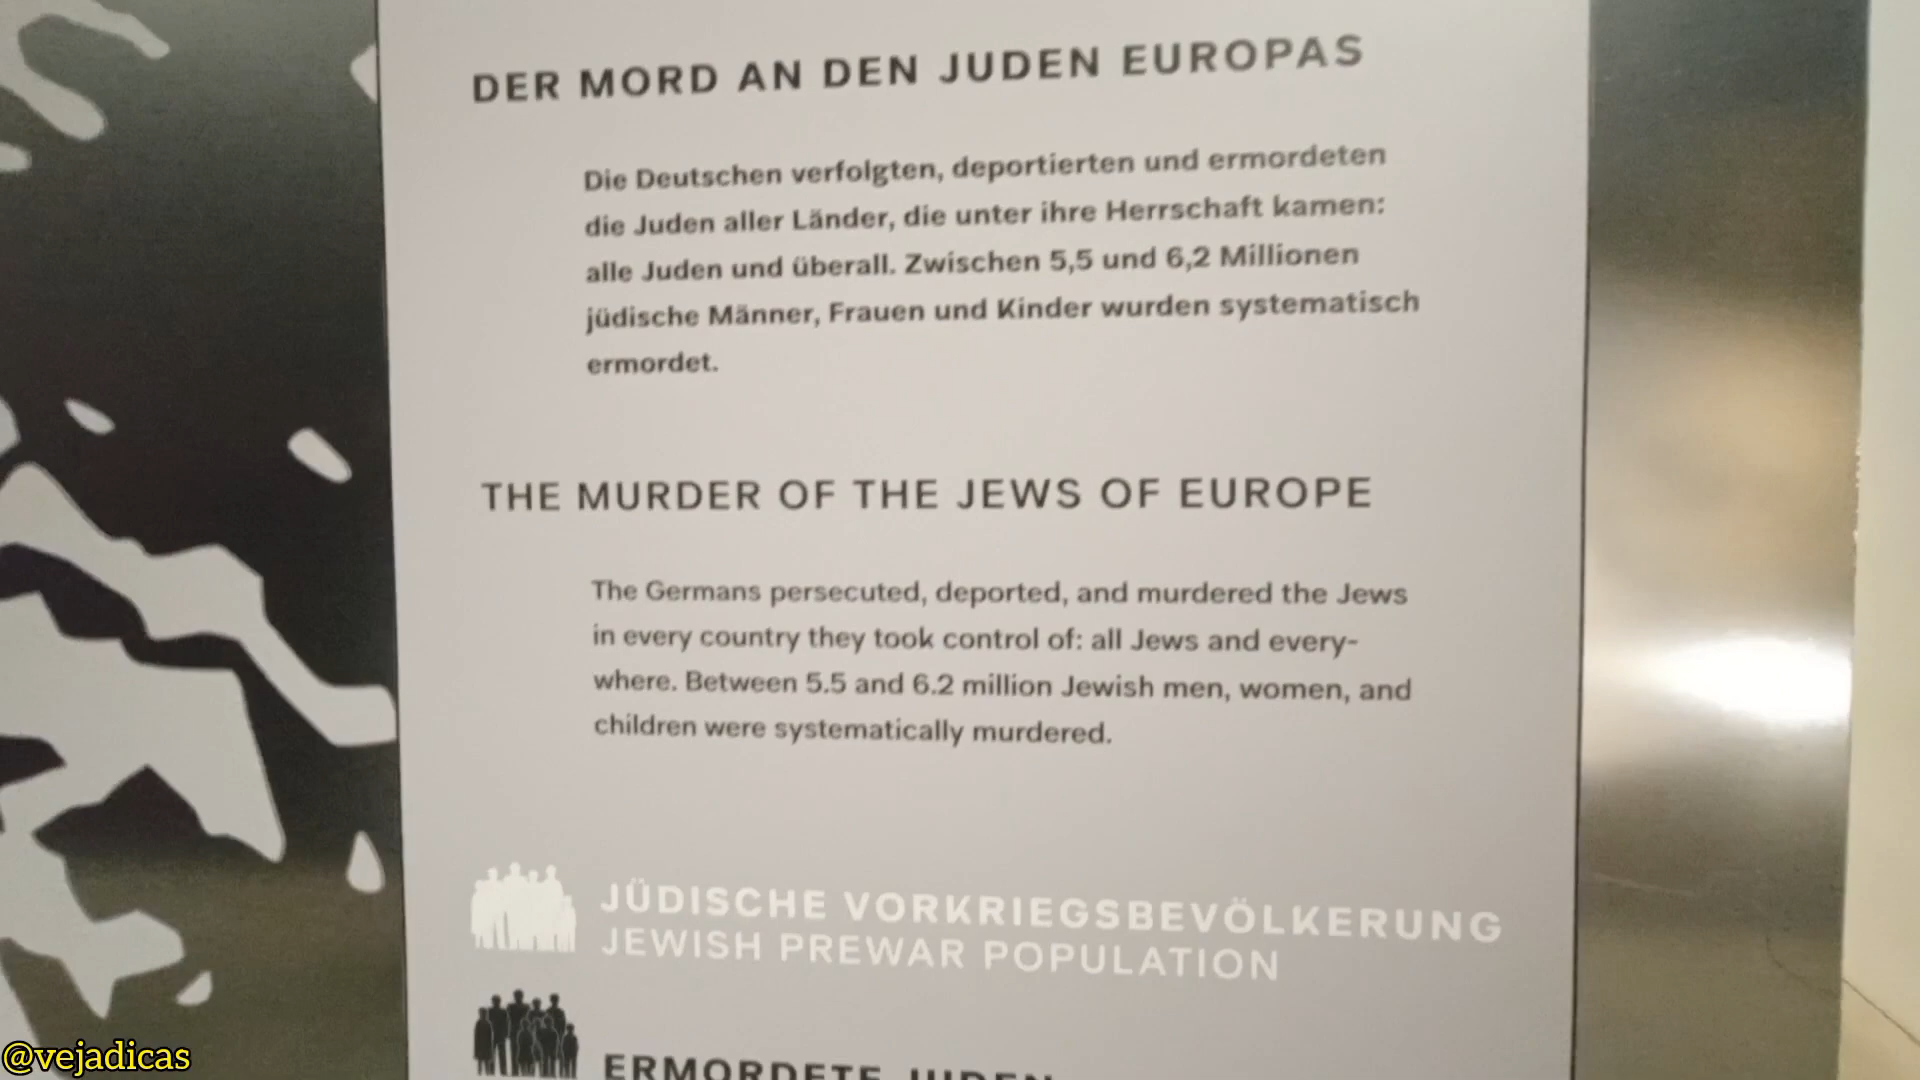 DER MORD AN DEN JUDEN EUROPAS
Die Deutschen verfolgten, deportierten und ermordeten
die Juden aller Länder, die unter ihre Herrschaft kamen:
alle Juden und überall. Zwischen 5,5 und 6,2 Millionen
jüdische Männer, Frauen und Kinder wurden systematisch
ermordet.
THE MURDER OF THE JEWS OF EUROPE
The Germans persecuted, deported, and murdered the Jews
in every country they took control of: all Jews and every-
where. Between 5.5 and 6.2 million Jewish men, women, and
children were systematically murdered.
JÜDISCHE VORKRIEGSBEVÖLKERUNG
JEWISH PREWAR POPULATION
ERMORDETE JUDEN
@vejadicas